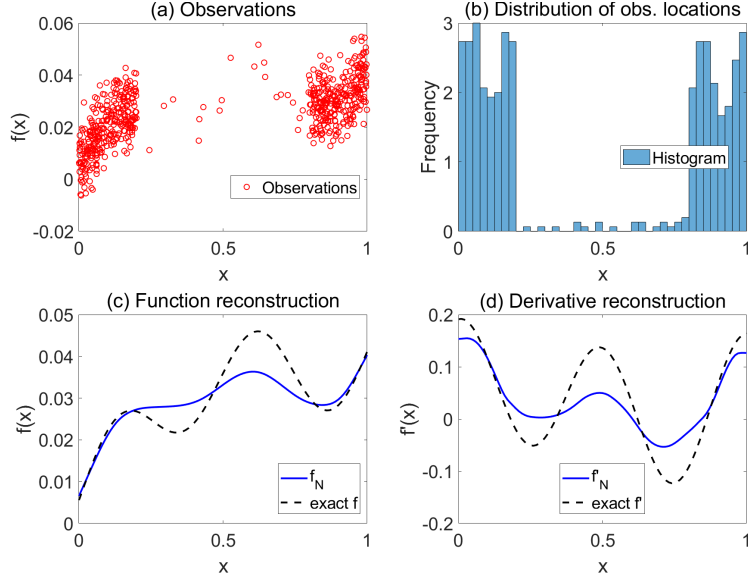 (a) Observations
0.06
0.04
0.02
0
-0.02
f(x)
Observations
0
0.5
1
x
(b) Distribution of obs. locations
3
2
1
0
Frequency
Histogram
0
0.5
1
x
(c) Function reconstruction
0.05
0.04
0.03
0.02
0.01
0
f(x)
f_N
exact f
0
0.5
1
x
(d) Derivative reconstruction
0.2
0.1
0
-0.1
-0.2
f'(x)
f'_N
exact f'
0
0.5
1
x